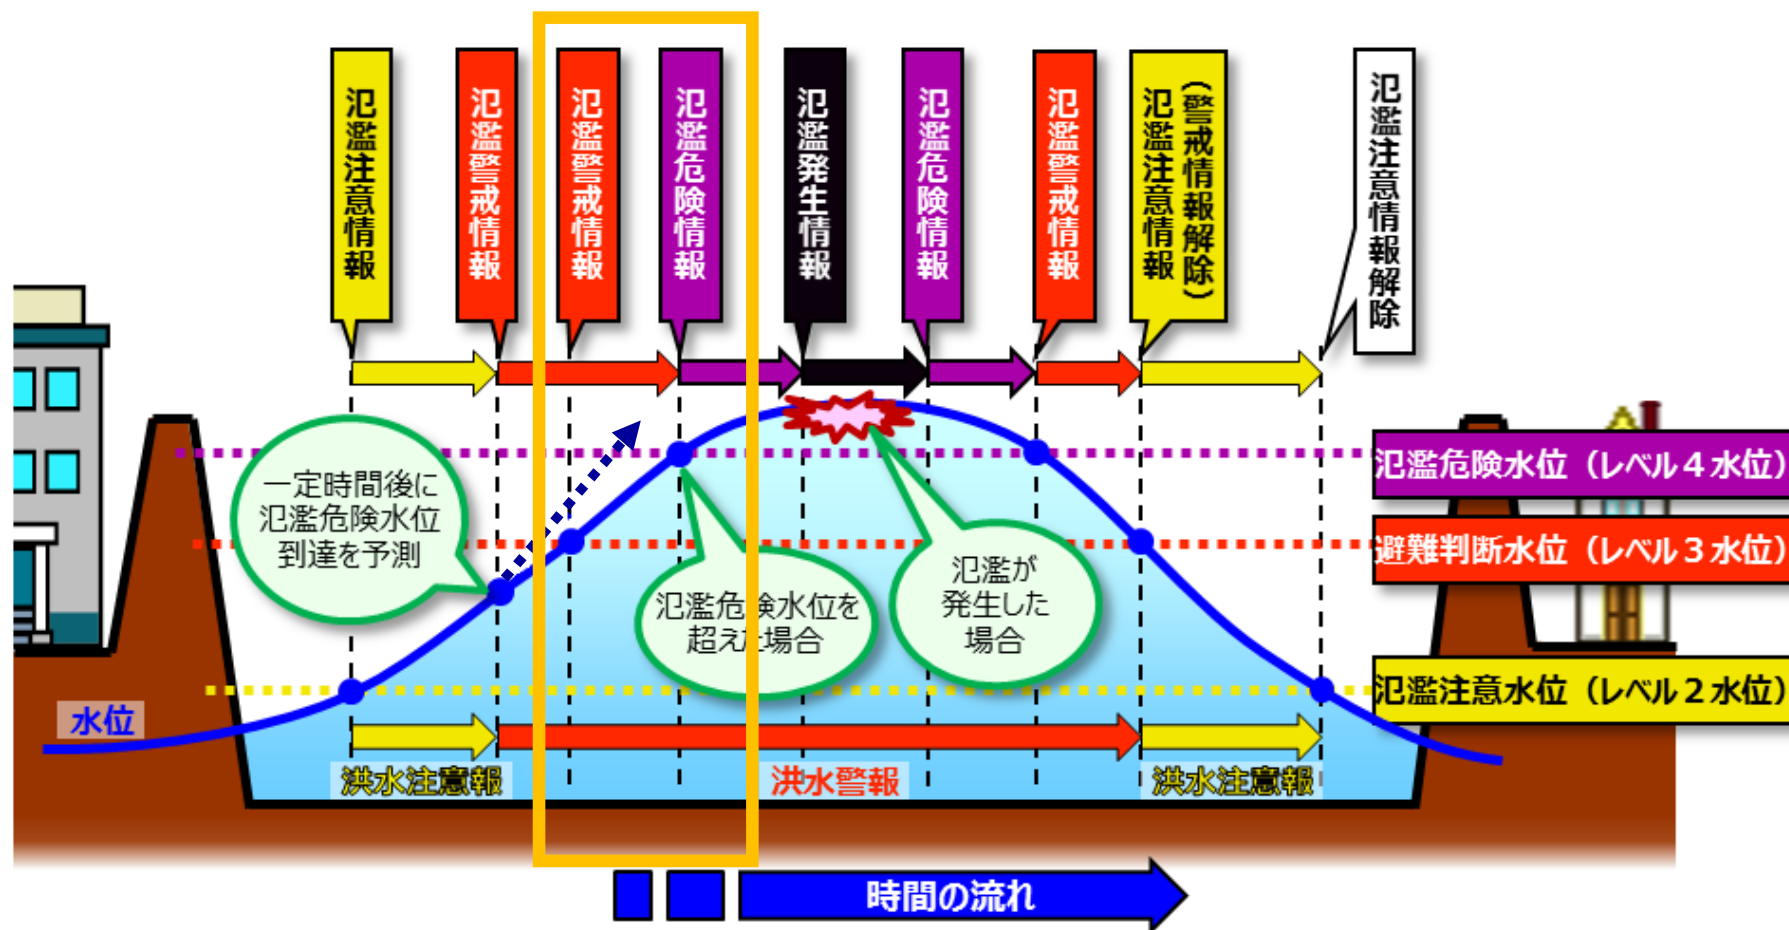 氾濫注意情報
氾濫警戒情報
氾濫警戒情報
氾濫危険情報
氾濫発生情報
氾濫危険情報
氾濫警戒情報
(警戒情報解除)
氾濫注意情報
氾濫注意情報解除
一定時間後に
氾濫危険水位
到達を予測
氾濫危険水位を
超えた場合
氾濫が
発生した
場合
氾濫危険水位(レベル4水位)
避難判断水位(レベル3水位)
氾濫注意水位(レベル2水位)
水位
洪水注意報
洪水警報
洪水注意報
時間の流れ